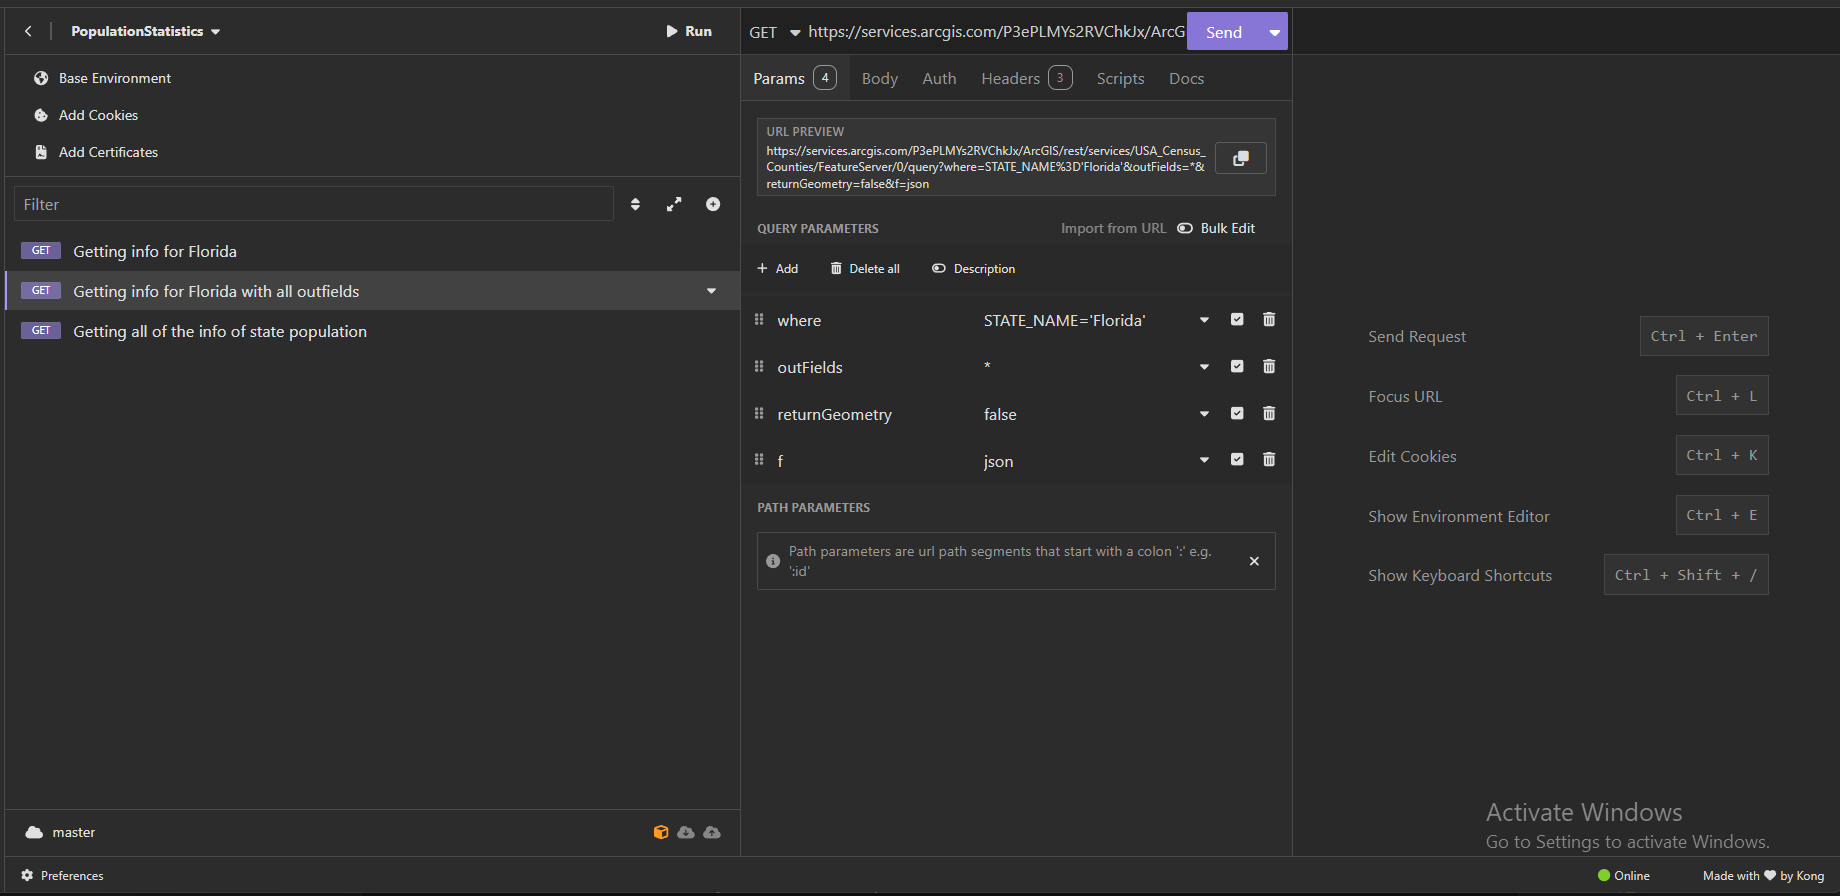 PopulationStatistics
Run
Base Environment
Add Cookies
Add Certificates
Filter
GET Getting info for Florida
GET Getting info for Florida with all outfields
GET Getting all of the info of state population
master
Preferences
GET https://services.arcgis.com/P3ePLMYs2RVChkJx/ArcG
Send
Params 4 Body Auth Headers 3 Scripts Docs
URL PREVIEW
https://services.arcgis.com/P3ePLMYs2RVChkJx/ArcGIS/rest/services/USA_Census_
Counties/FeatureServer/0/query?where=STATE_NAME%3D'Florida'&outFields=*&
returnGeometry=false&f=json
QUERY PARAMETERS Import from URL Bulk Edit
Add Delete all Description
where STATE_NAME='Florida'
outFields *
returnGeometry false
f json
PATH PARAMETERS
Path parameters are url path segments that start with a colon ':' e.g.
':id'
Send Request Ctrl + Enter
Focus URL Ctrl + L
Edit Cookies Ctrl + K
Show Environment Editor Ctrl + E
Show Keyboard Shortcuts Ctrl + Shift + /
Activate Windows
Go to Settings to activate Windows.
Online
Made with ❤ by Kong